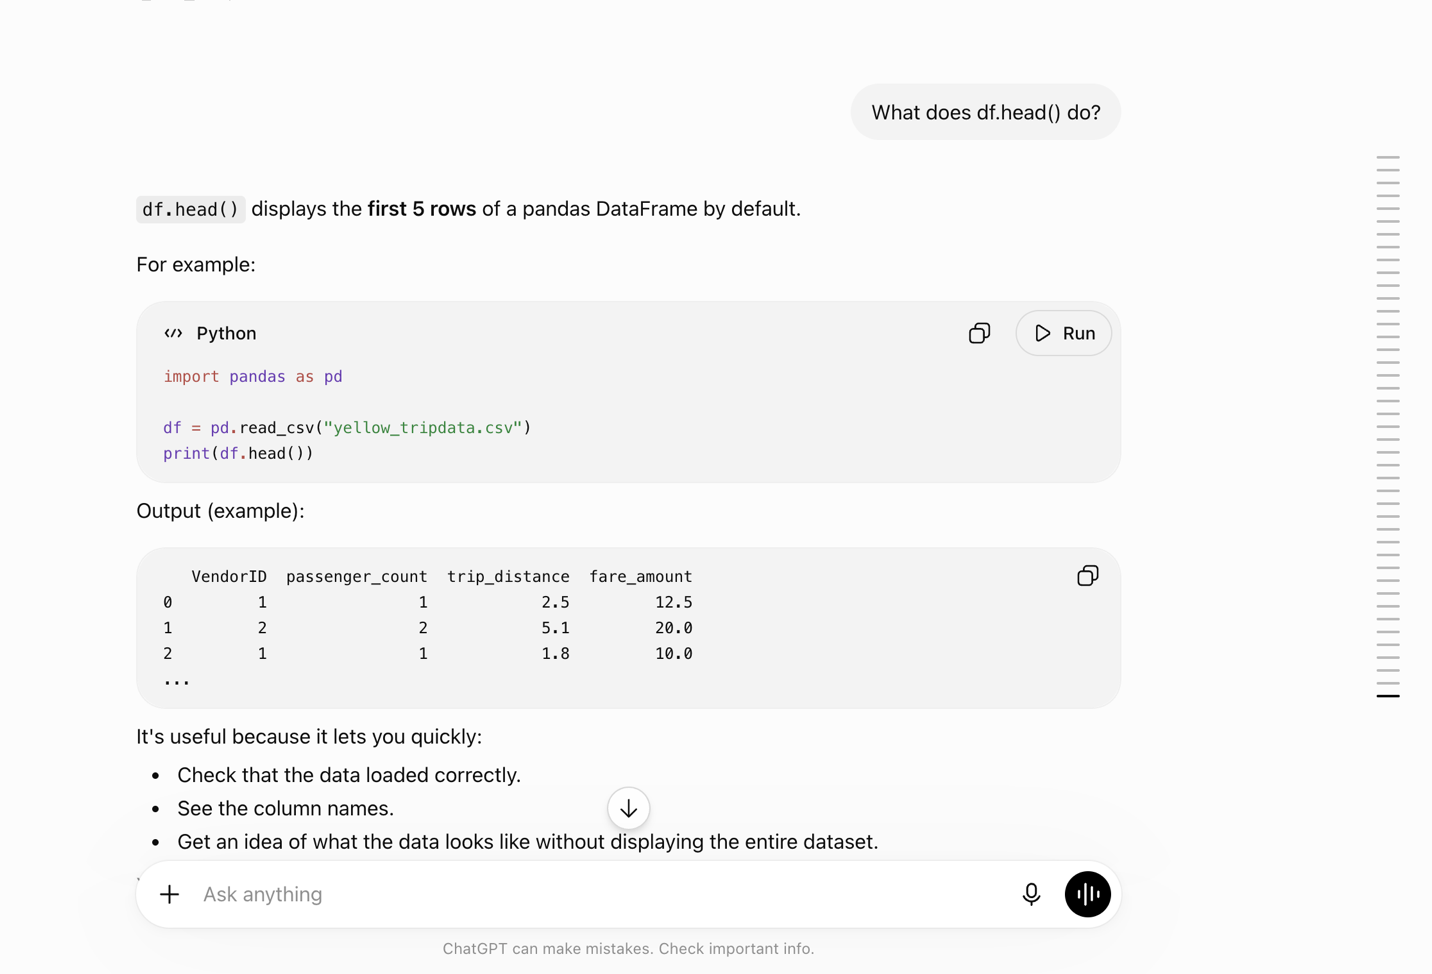 What does df.head() do?
df.head() displays the first 5 rows of a pandas DataFrame by default.
For example:
Python
Run
import pandas as pd
df = pd.read_csv("yellow_tripdata.csv")
print(df.head())
Output (example):
   VendorID  passenger_count  trip_distance  fare_amount
0         1                1            2.5         12.5
1         2                2            5.1         20.0
2         1                1            1.8         10.0
...
It's useful because it lets you quickly:
• Check that the data loaded correctly.
• See the column names.
• Get an idea of what the data looks like without displaying the entire dataset.
Ask anything
ChatGPT can make mistakes. Check important info.